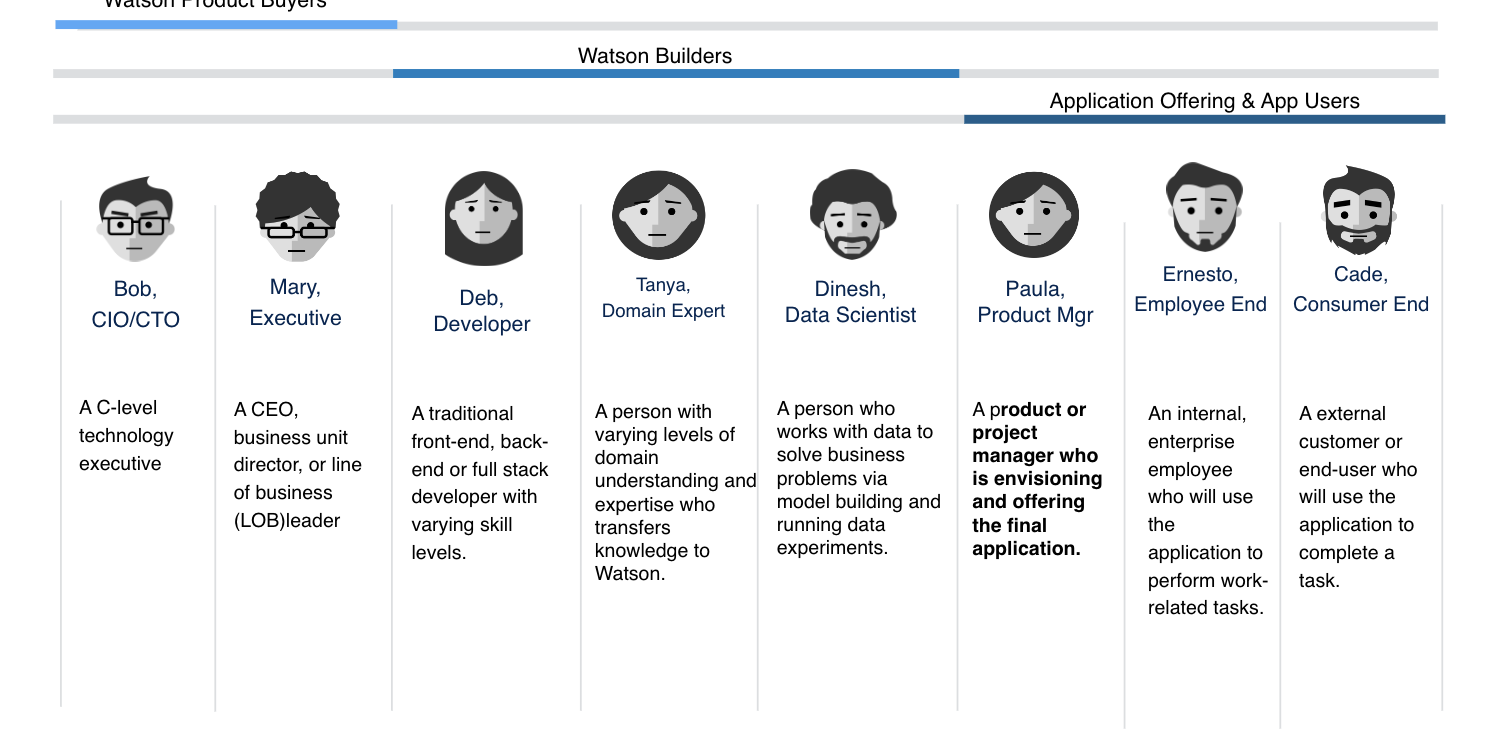 Watson Product Buyers
Watson Builders
Application Offering & App Users
Bob,
CIO/CTO
Mary,
Executive
Deb,
Developer
Tanya,
Domain Expert
Dinesh,
Data Scientist
Paula,
Product Mgr
Ernesto,
Employee End
Cade,
Consumer End
A C-level
technology
executive
A CEO,
business unit
director, or line
of business
(LOB)leader
A traditional
front-end, back-
end or full stack
developer with
varying skill
levels.
A person with
varying levels of
domain
understanding and
expertise who
transfers
knowledge to
Watson.
A person who
works with data to
solve business
problems via
model building and
running data
experiments.
A product or
project
manager who
is envisioning
and offering
the final
application.
An internal,
enterprise
employee
who will use
the
application to
perform work-
related tasks.
A external
customer or
end-user who
will use the
application to
complete a
task.